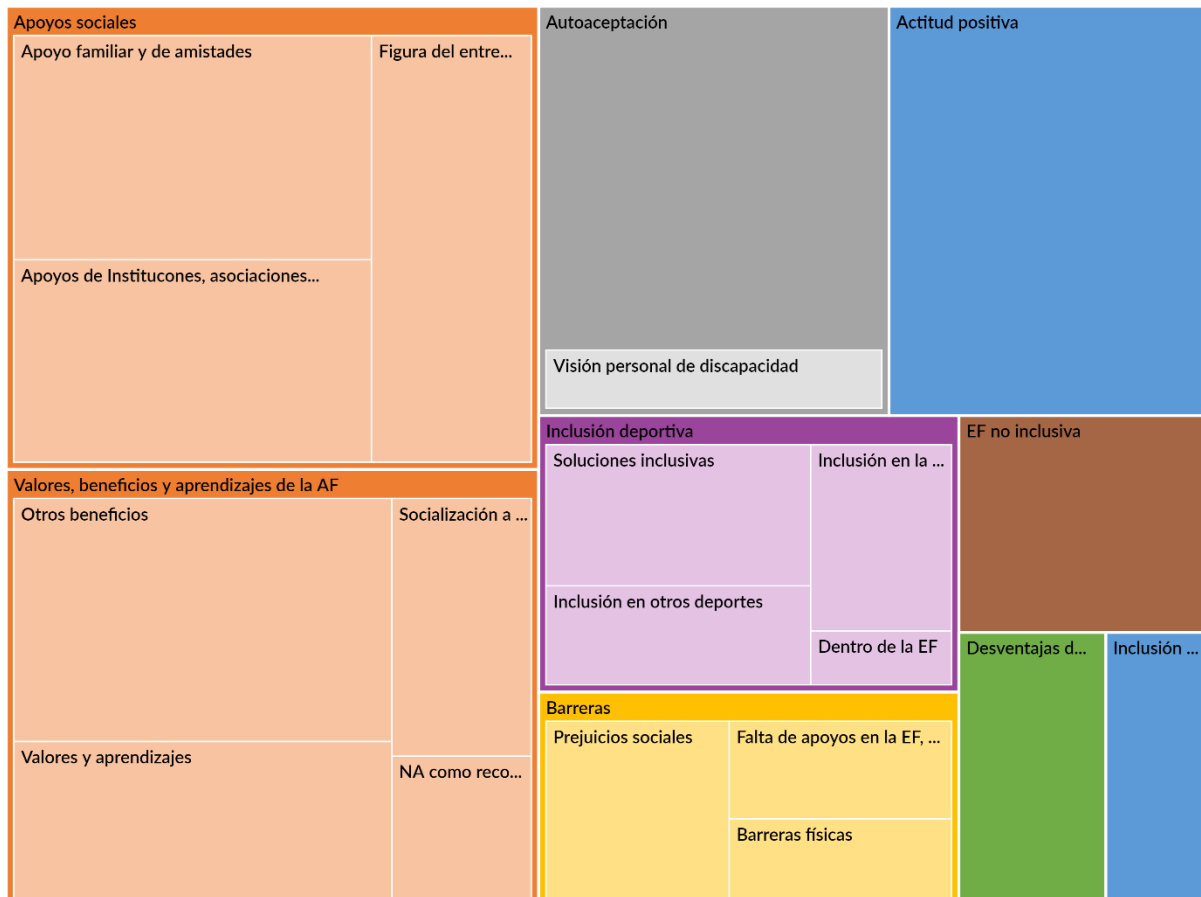 Apoyos sociales
Apoyo familiar y de amistades
Figura del entre...
Apoyos de Institucones, asociaciones...
Valores, beneficios y aprendizajes de la AF
Otros beneficios
Socialización a ...
Valores y aprendizajes
NA como reco...
Autoaceptación
Visión personal de discapacidad
Actitud positiva
Inclusión deportiva
Soluciones inclusivas
Inclusión en la ...
Inclusión en otros deportes
Dentro de la EF
Barreras
Prejuicios sociales
Falta de apoyos en la EF, ...
Barreras físicas
EF no inclusiva
Desventajas d...
Inclusión ...